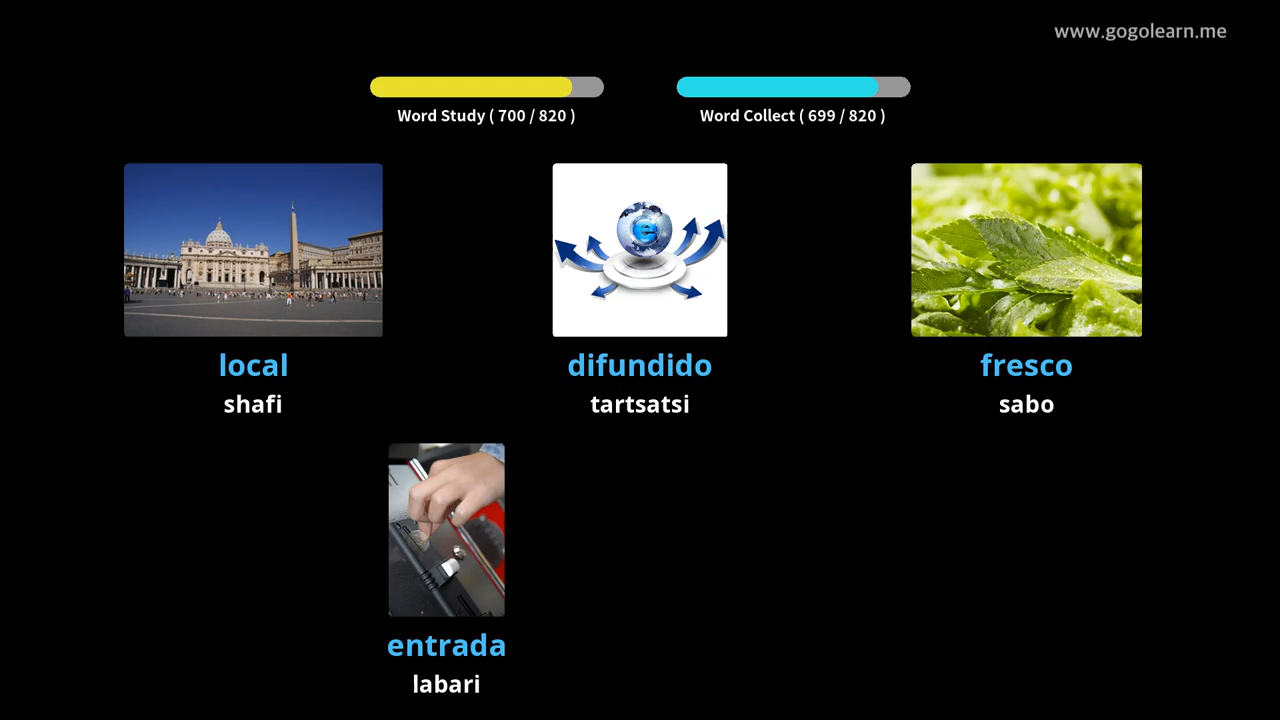 www.gogolearn.me
Word Study ( 700 / 820 )
Word Collect ( 699 / 820 )
e
local
difundido
fresco
shafi
tartsatsi
sabo
entrada
labari